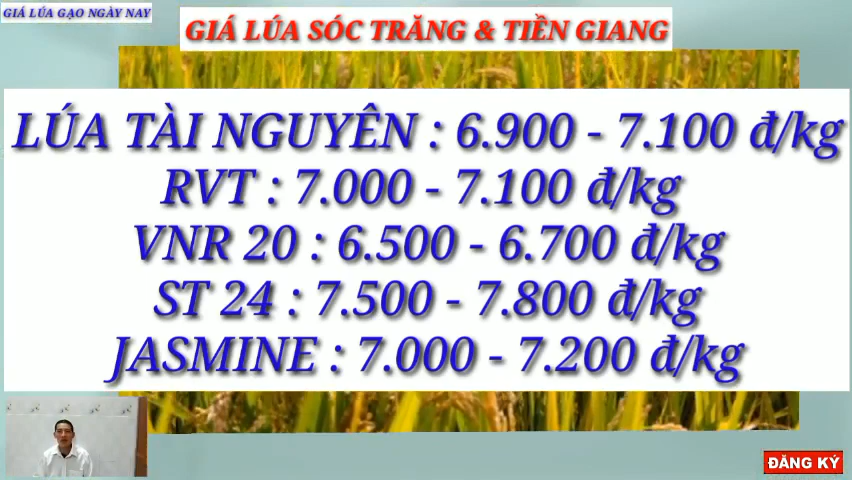 GIÁ LÚA GẠO NGÀY NAY
GIÁ LÚA SÓC TRĂNG & TIỀN GIANG
LÚA TÀI NGUYÊN : 6.900 - 7.100 đ/kg
RVT : 7.000 - 7.100 đ/kg
VNR 20 : 6.500 - 6.700 đ/kg
ST 24 : 7.500 - 7.800 đ/kg
JASMINE : 7.000 - 7.200 đ/kg
ĐĂNG KÝ